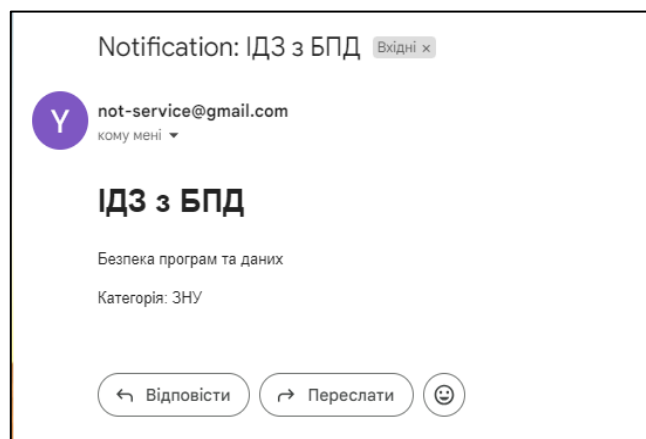 Notification: ІДЗ з БПД Вхідні ×
Y
not-service@gmail.com
кому мені
ІДЗ з БПД
Безпека програм та даних
Категорія: ЗНУ
Відповісти Переслати